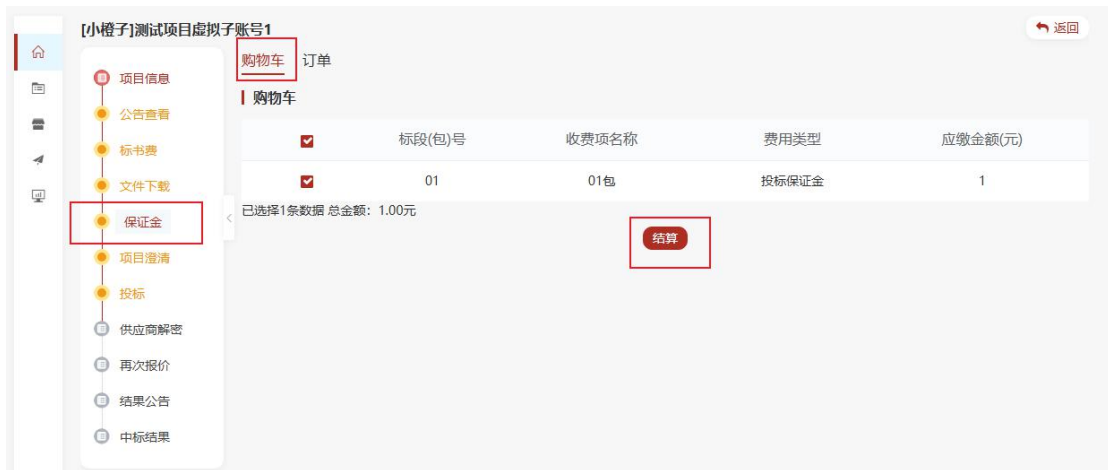 [小橙子]测试项目虚拟子账号1
返回
项目信息
公告查看
标书费
文件下载
保证金
项目澄清
投标
供应商解密
再次报价
结果公告
中标结果
购物车 订单
购物车
标段(包)号 收费项名称 费用类型 应缴金额(元)
01 01包 投标保证金 1
已选择1条数据 总金额：1.00元
结算